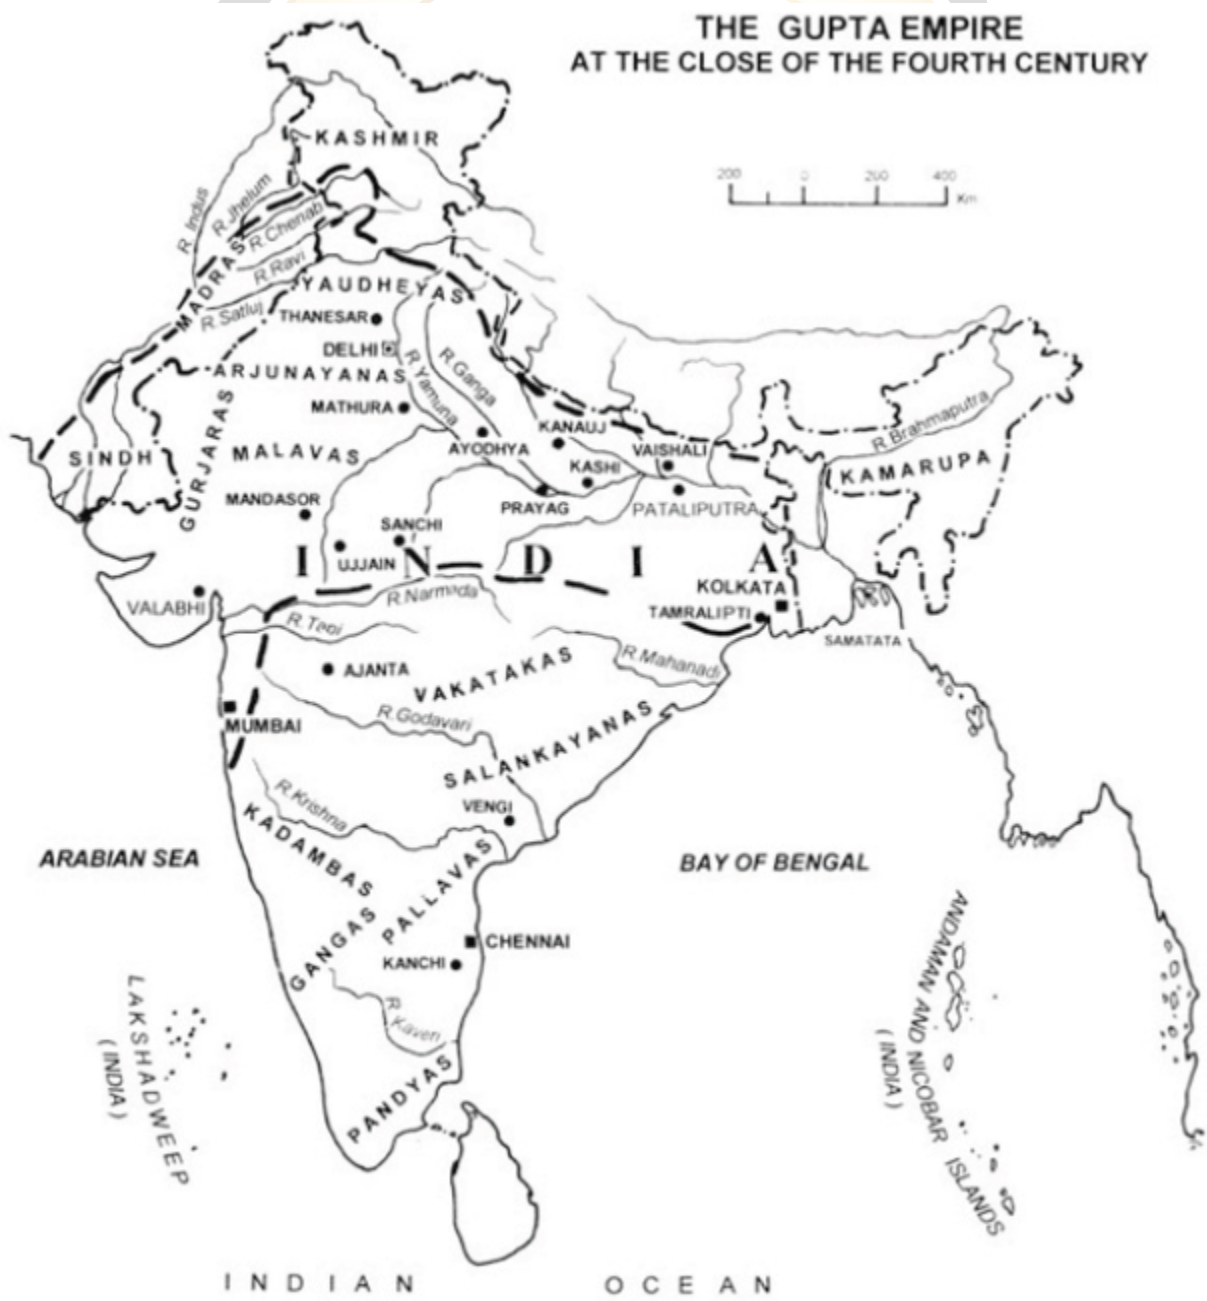 THE GUPTA EMPIRE
AT THE CLOSE OF THE FOURTH CENTURY
200 0 200 400
Km
KASHMIR
R. Indus
R. Jhelum
R. Chenab
R. Ravi
MADRAS
R. Satluj
YAUDHEYAS
THANESAR
DELHI
ARJUNAYANAS
R. Yamuna
R. Ganga
MATHURA
KANAUJ
AYODHYA
VAISHALI
KASHI
R. Brahmaputra
KAMARUPA
SINDH
GURJARAS
MALAVAS
MANDASOR
PRAYAG
PATALIPUTRA
SANCHI
UJJAIN
I N D I A
KOLKATA
TAMRALIPTI
SAMATATA
VALABHI
R. Narmada
R. Tapi
AJANTA
VAKATAKAS
R. Mahanadi
MUMBAI
R. Godavari
SALANKAYANAS
R. Krishna
VENGI
KADAMBAS
PALLAVAS
ARABIAN SEA
BAY OF BENGAL
GANGAS
CHENNAI
KANCHI
R. Kaveri
PANDYAS
LAKSHADWEEP
(INDIA)
ANDAMAN AND NICOBAR ISLANDS
(INDIA)
INDIAN OCEAN